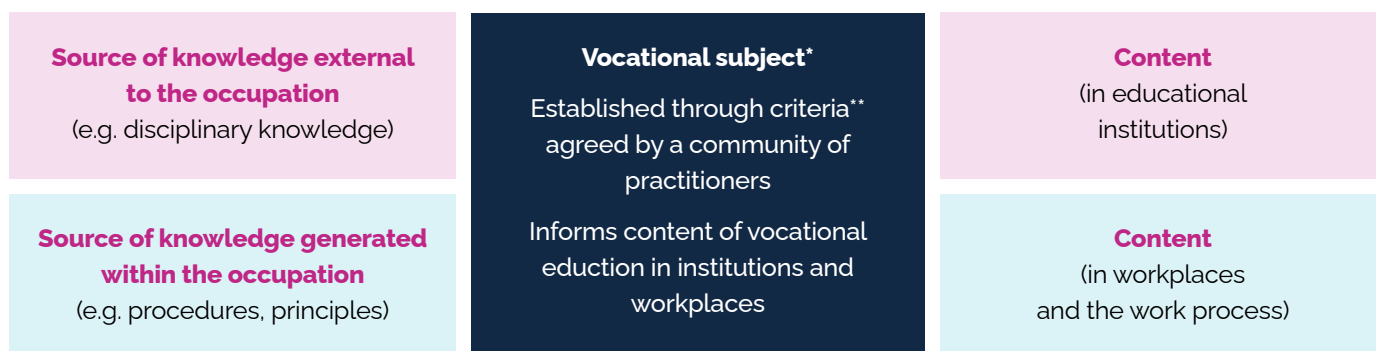 Source of knowledge external
to the occupation
(e.g. disciplinary knowledge)
Source of knowledge generated
within the occupation
(e.g. procedures, principles)
Vocational subject*
Established through criteria**
agreed by a community of
practitioners
Informs content of vocational
eduction in institutions and
workplaces
Content
(in educational
institutions)
Content
(in workplaces
and the work process)